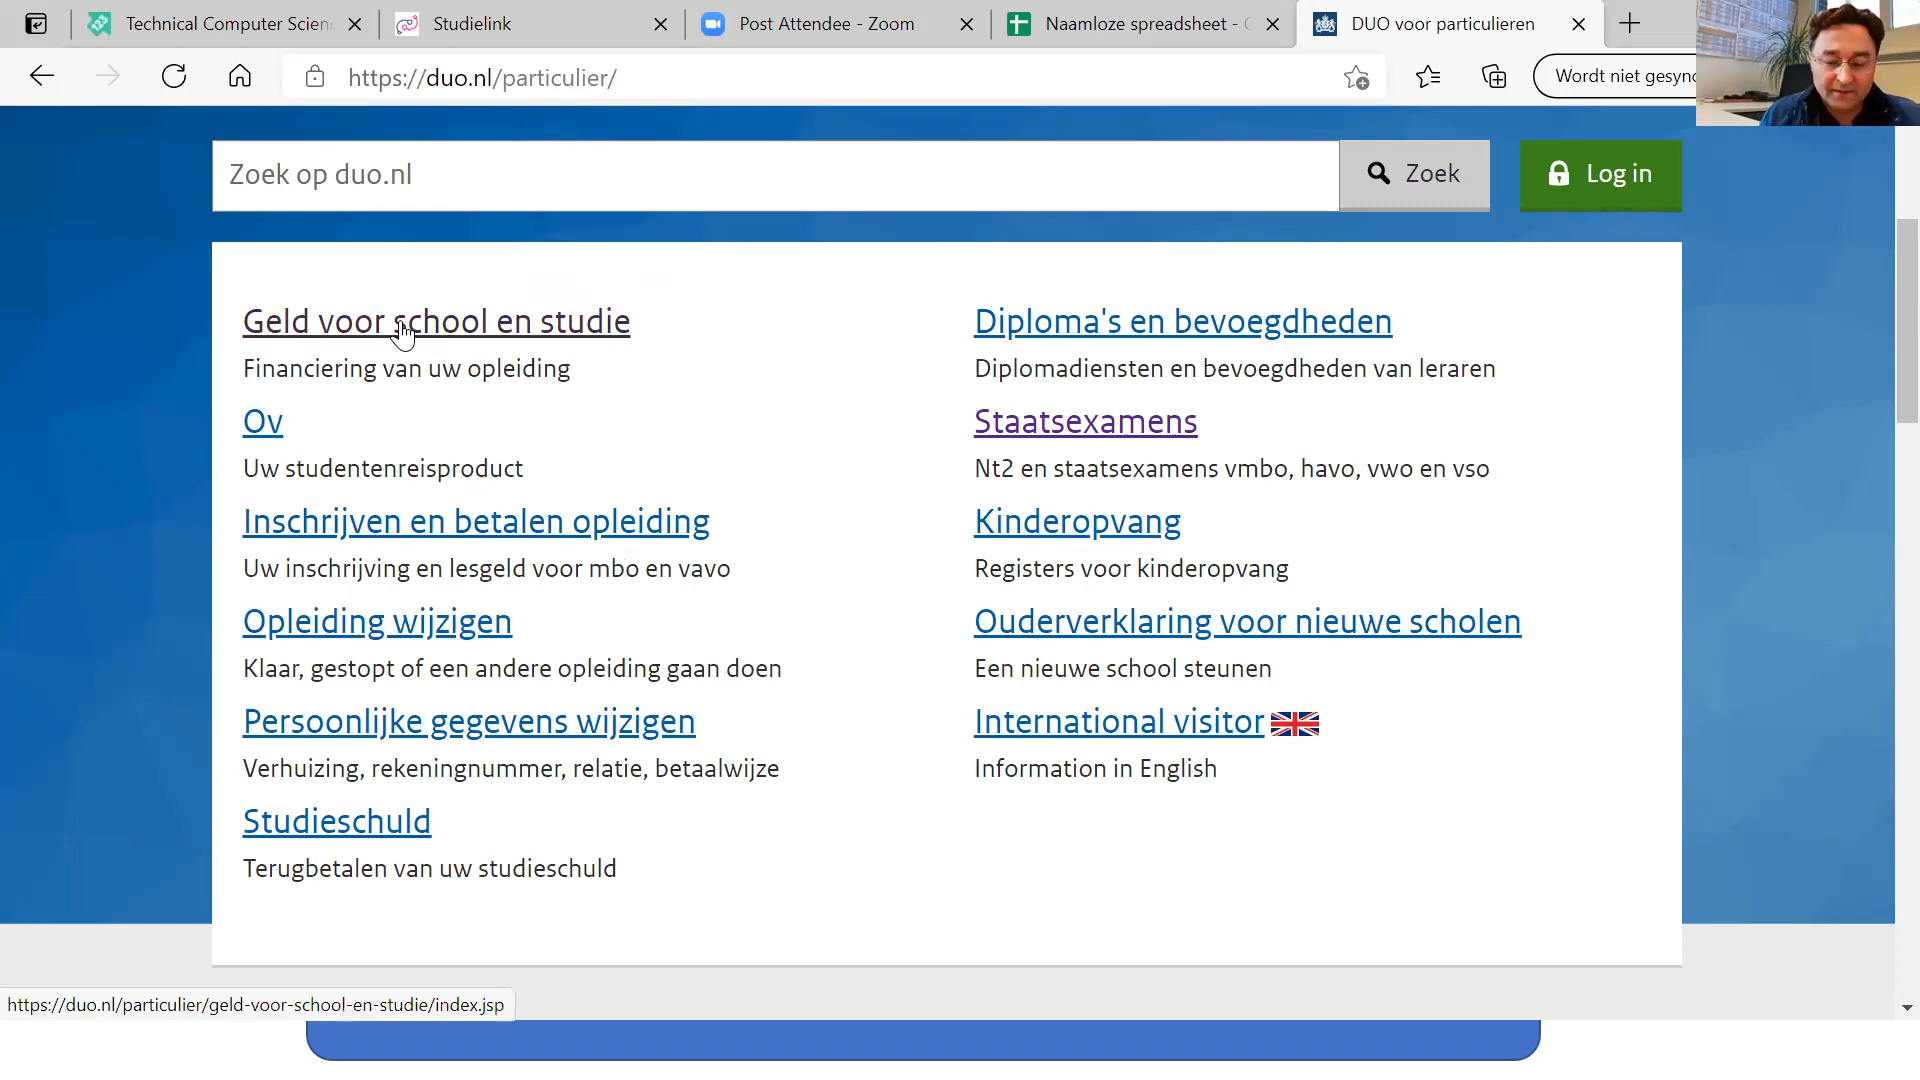 Technical Computer Scien
Studielink
Post Attendee - Zoom
Naamloze spreadsheet -
DUO voor particulieren
https://duo.nl/particulier/
Wordt niet gesync
Zoek op duo.nl
Zoek
Log in
Geld voor school en studie
Financiering van uw opleiding
Ov
Uw studentenreisproduct
Inschrijven en betalen opleiding
Uw inschrijving en lesgeld voor mbo en vavo
Opleiding wijzigen
Klaar, gestopt of een andere opleiding gaan doen
Persoonlijke gegevens wijzigen
Verhuizing, rekeningnummer, relatie, betaalwijze
Studieschuld
Terugbetalen van uw studieschuld
Diploma's en bevoegdheden
Diplomadiensten en bevoegdheden van leraren
Staatsexamens
Nt2 en staatsexamens vmbo, havo, vwo en vso
Kinderopvang
Registers voor kinderopvang
Ouderverklaring voor nieuwe scholen
Een nieuwe school steunen
International visitor
Information in English
https://duo.nl/particulier/geld-voor-school-en-studie/index.jsp